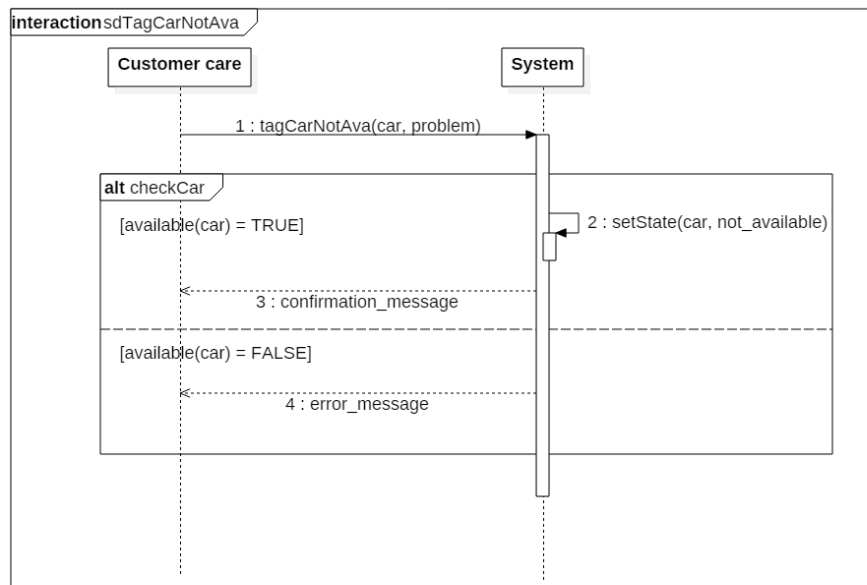 interaction sdTagCarNotAva
Customer care
System
1 : tagCarNotAva(car, problem)
alt checkCar
[available(car) = TRUE]
2 : setState(car, not_available)
3 : confirmation_message
[available(car) = FALSE]
4 : error_message